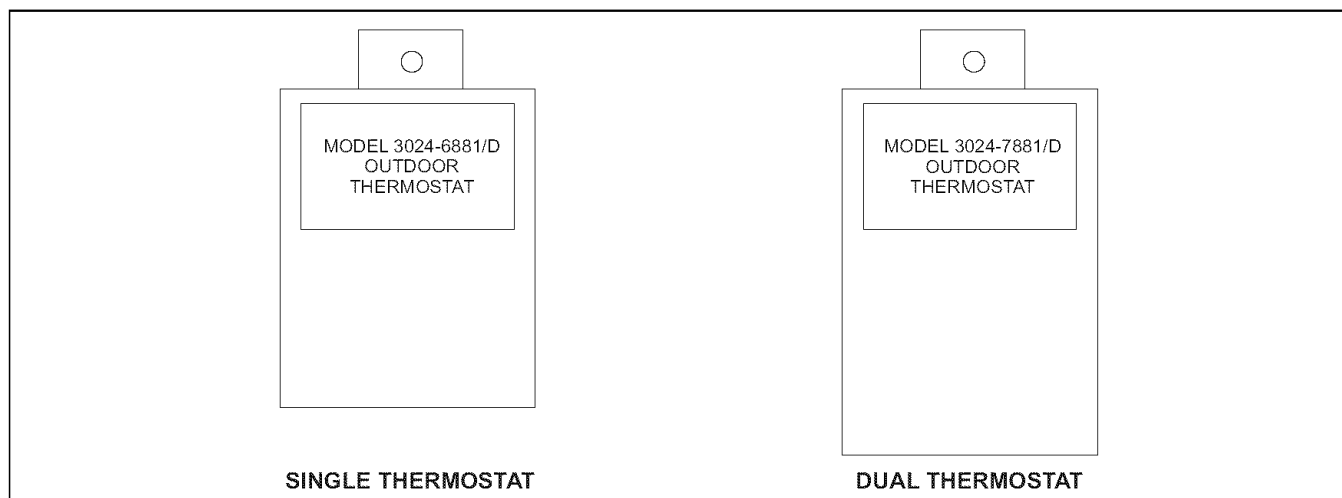 MODEL 3024-6881/D
OUTDOOR
THERMOSTAT
SINGLE THERMOSTAT
MODEL 3024-7881/D
OUTDOOR
THERMOSTAT
DUAL THERMOSTAT